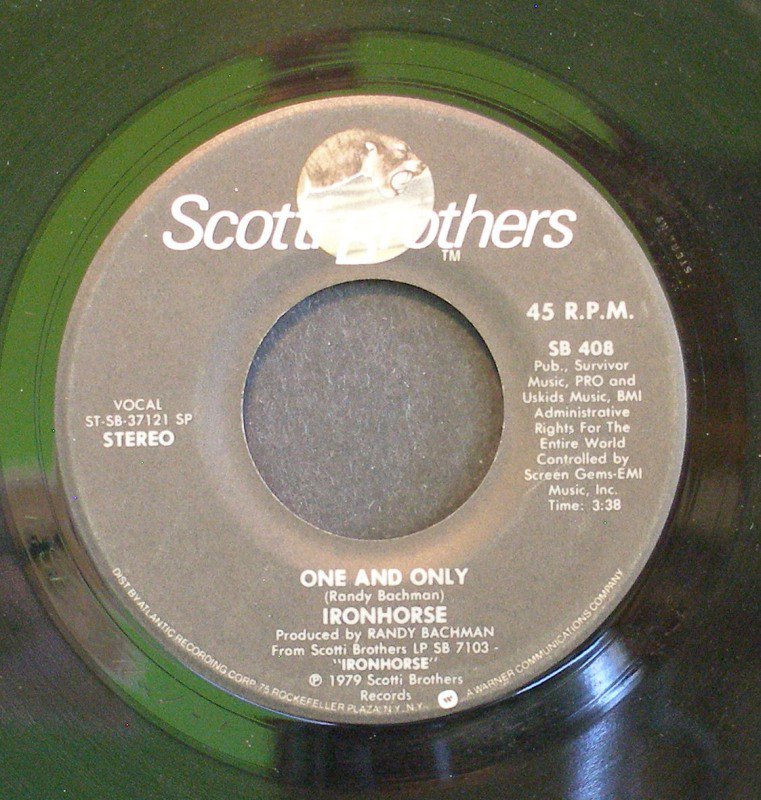 Scotti Brothers
TM
45 R.P.M.
SB 408
Pub., Survivor
Music, PRO and
Uskids Music, BMI
Administrative
Rights For The
Entire World
Controlled by
Screen Gems-EMI
Music, Inc.
Time: 3:38
VOCAL
ST-SB-37121 SP
STEREO
ONE AND ONLY
(Randy Bachman)
IRONHORSE
Produced by RANDY BACHMAN
From Scotti Brothers LP SB 7103 -
"IRONHORSE"
℗ 1979 Scotti Brothers
Records
DIST. BY ATLANTIC RECORDING CORP. 75 ROCKEFELLER PLAZA, N.Y., N.Y. A WARNER COMMUNICATIONS COMPANY